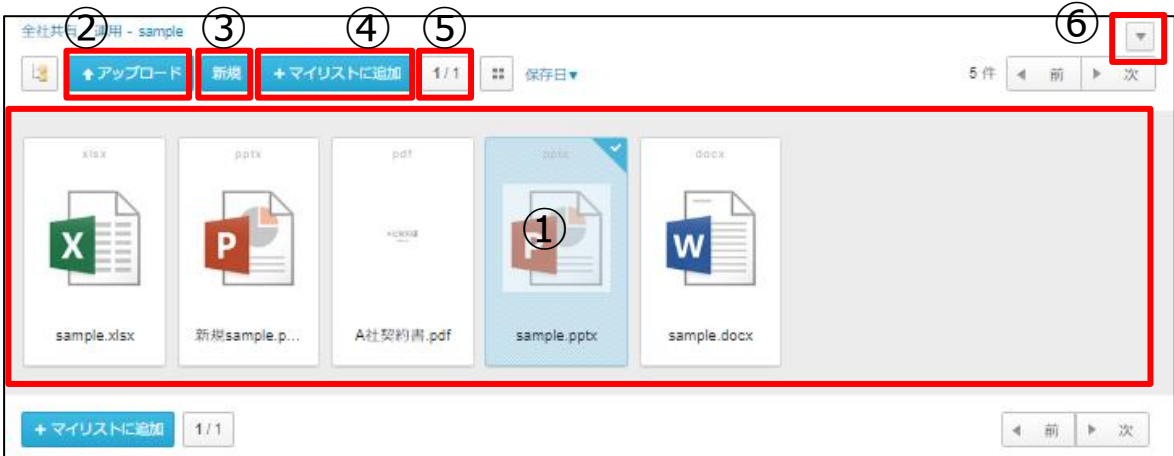 ② ③ ④ ⑤ ⑥
全社共有 運用 - sample
アップロード 新規 +マイリストに追加 1/1 保存日▼ 5 件 ◀ 前 ▶ 次
xlsx pptx pdf pptx docx
X P ① P W
sample.xlsx 新規sample.p... A社契約書.pdf sample.pptx sample.docx
+マイリストに追加 1/1 ◀ 前 ▶ 次